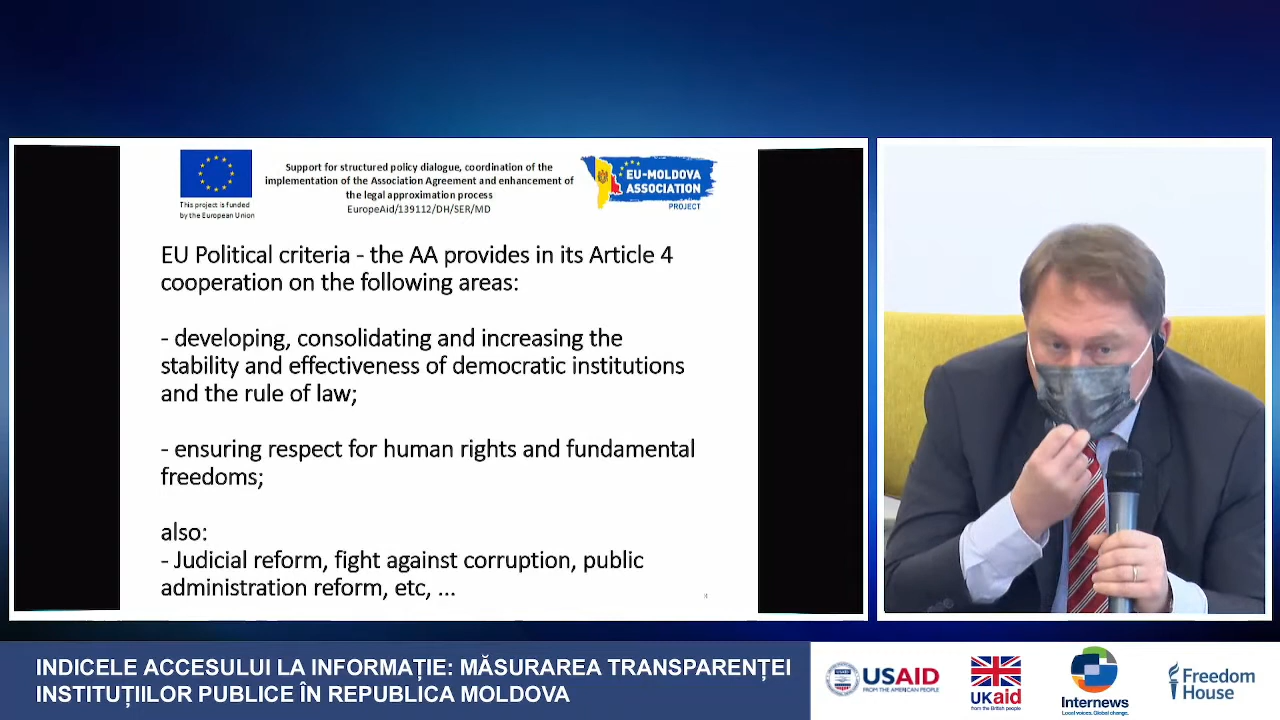 Support for structured policy dialogue, coordination of the
implementation of the Association Agreement and enhancement of
the legal approximation process
EuropeAid/139112/DH/SER/MD
This project is funded
by the European Union
EU-MOLDOVA
ASSOCIATION
PROJECT
EU Political criteria - the AA provides in its Article 4
cooperation on the following areas:
- developing, consolidating and increasing the
stability and effectiveness of democratic institutions
and the rule of law;
- ensuring respect for human rights and fundamental
freedoms;
also:
- Judicial reform, fight against corruption, public
administration reform, etc, ...
INDICELE ACCESULUI LA INFORMAȚIE: MĂSURAREA TRANSPARENȚEI
INSTITUȚIILOR PUBLICE ÎN REPUBLICA MOLDOVA
USAID
FROM THE AMERICAN PEOPLE
UKaid
from the British people
Internews
Local voices. Global change.
Freedom
House